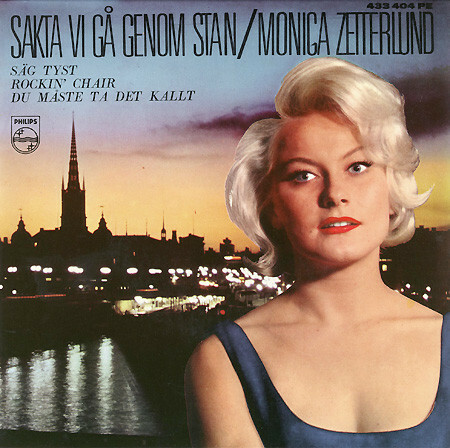 433 404 PE
SAKTA VI GÅ GENOM STAN/MONICA ZETTERLUND
SÄG TYST
ROCKIN' CHAIR
DU MÅSTE TA DET KALLT
PHILIPS